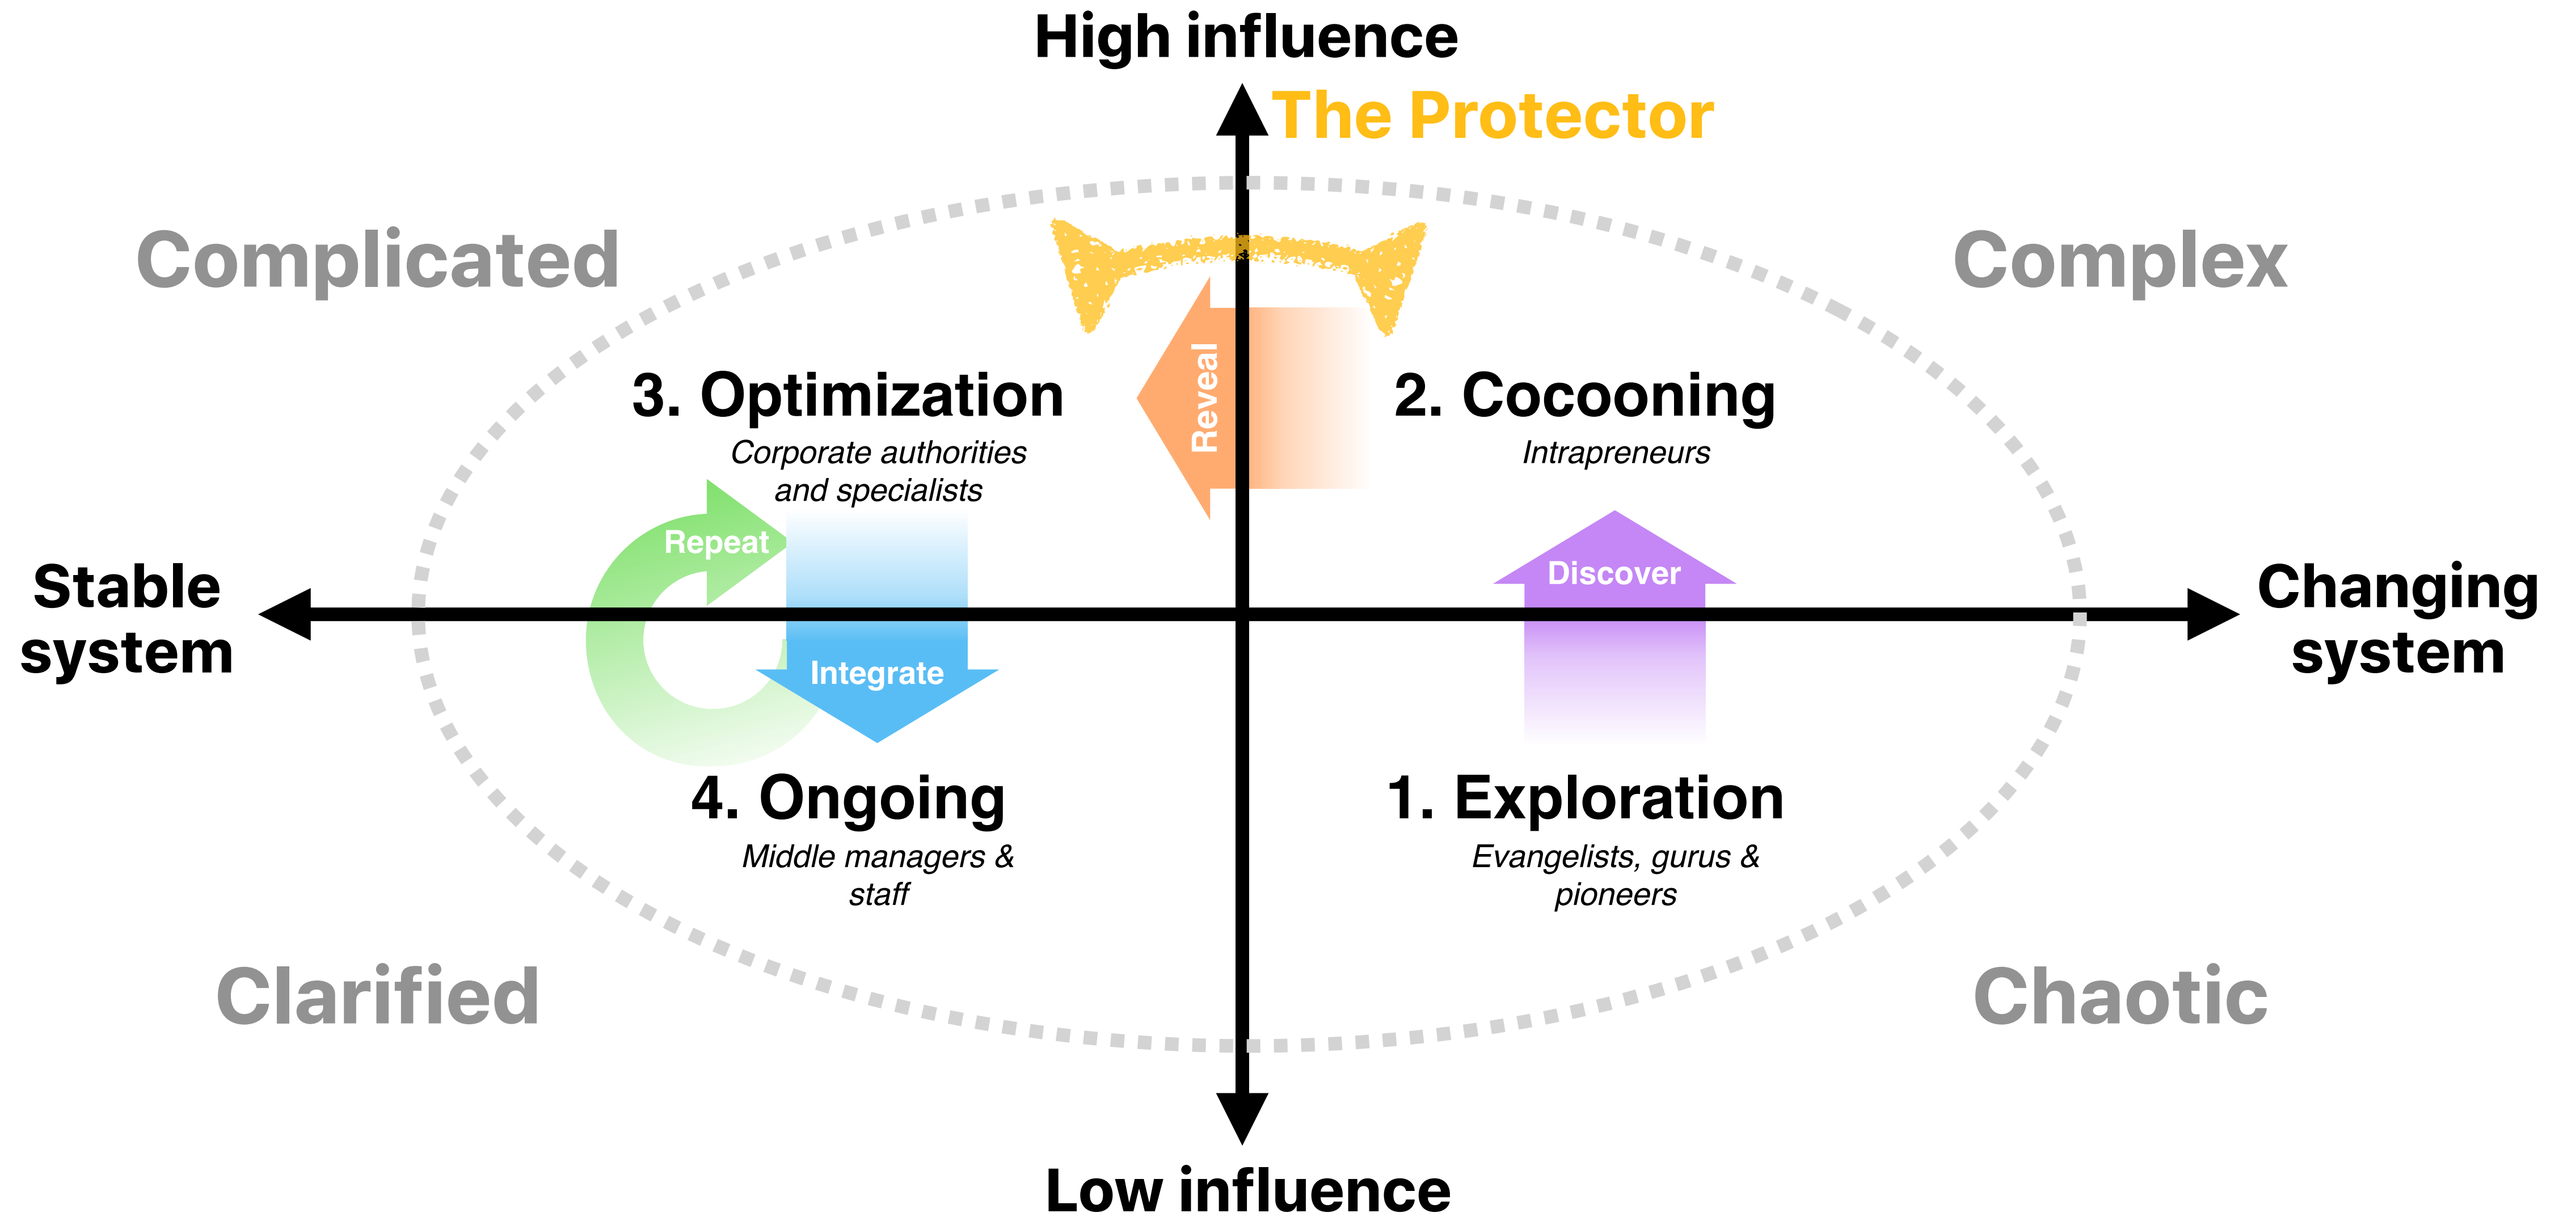 High influence
The Protector
Complicated
Complex
Reveal
3. Optimization
Corporate authorities
and specialists
2. Cocooning
Intrapreneurs
Repeat
Discover
Stable
system
Changing
system
Integrate
4. Ongoing
Middle managers &
staff
1. Exploration
Evangelists, gurus &
pioneers
Clarified
Chaotic
Low influence